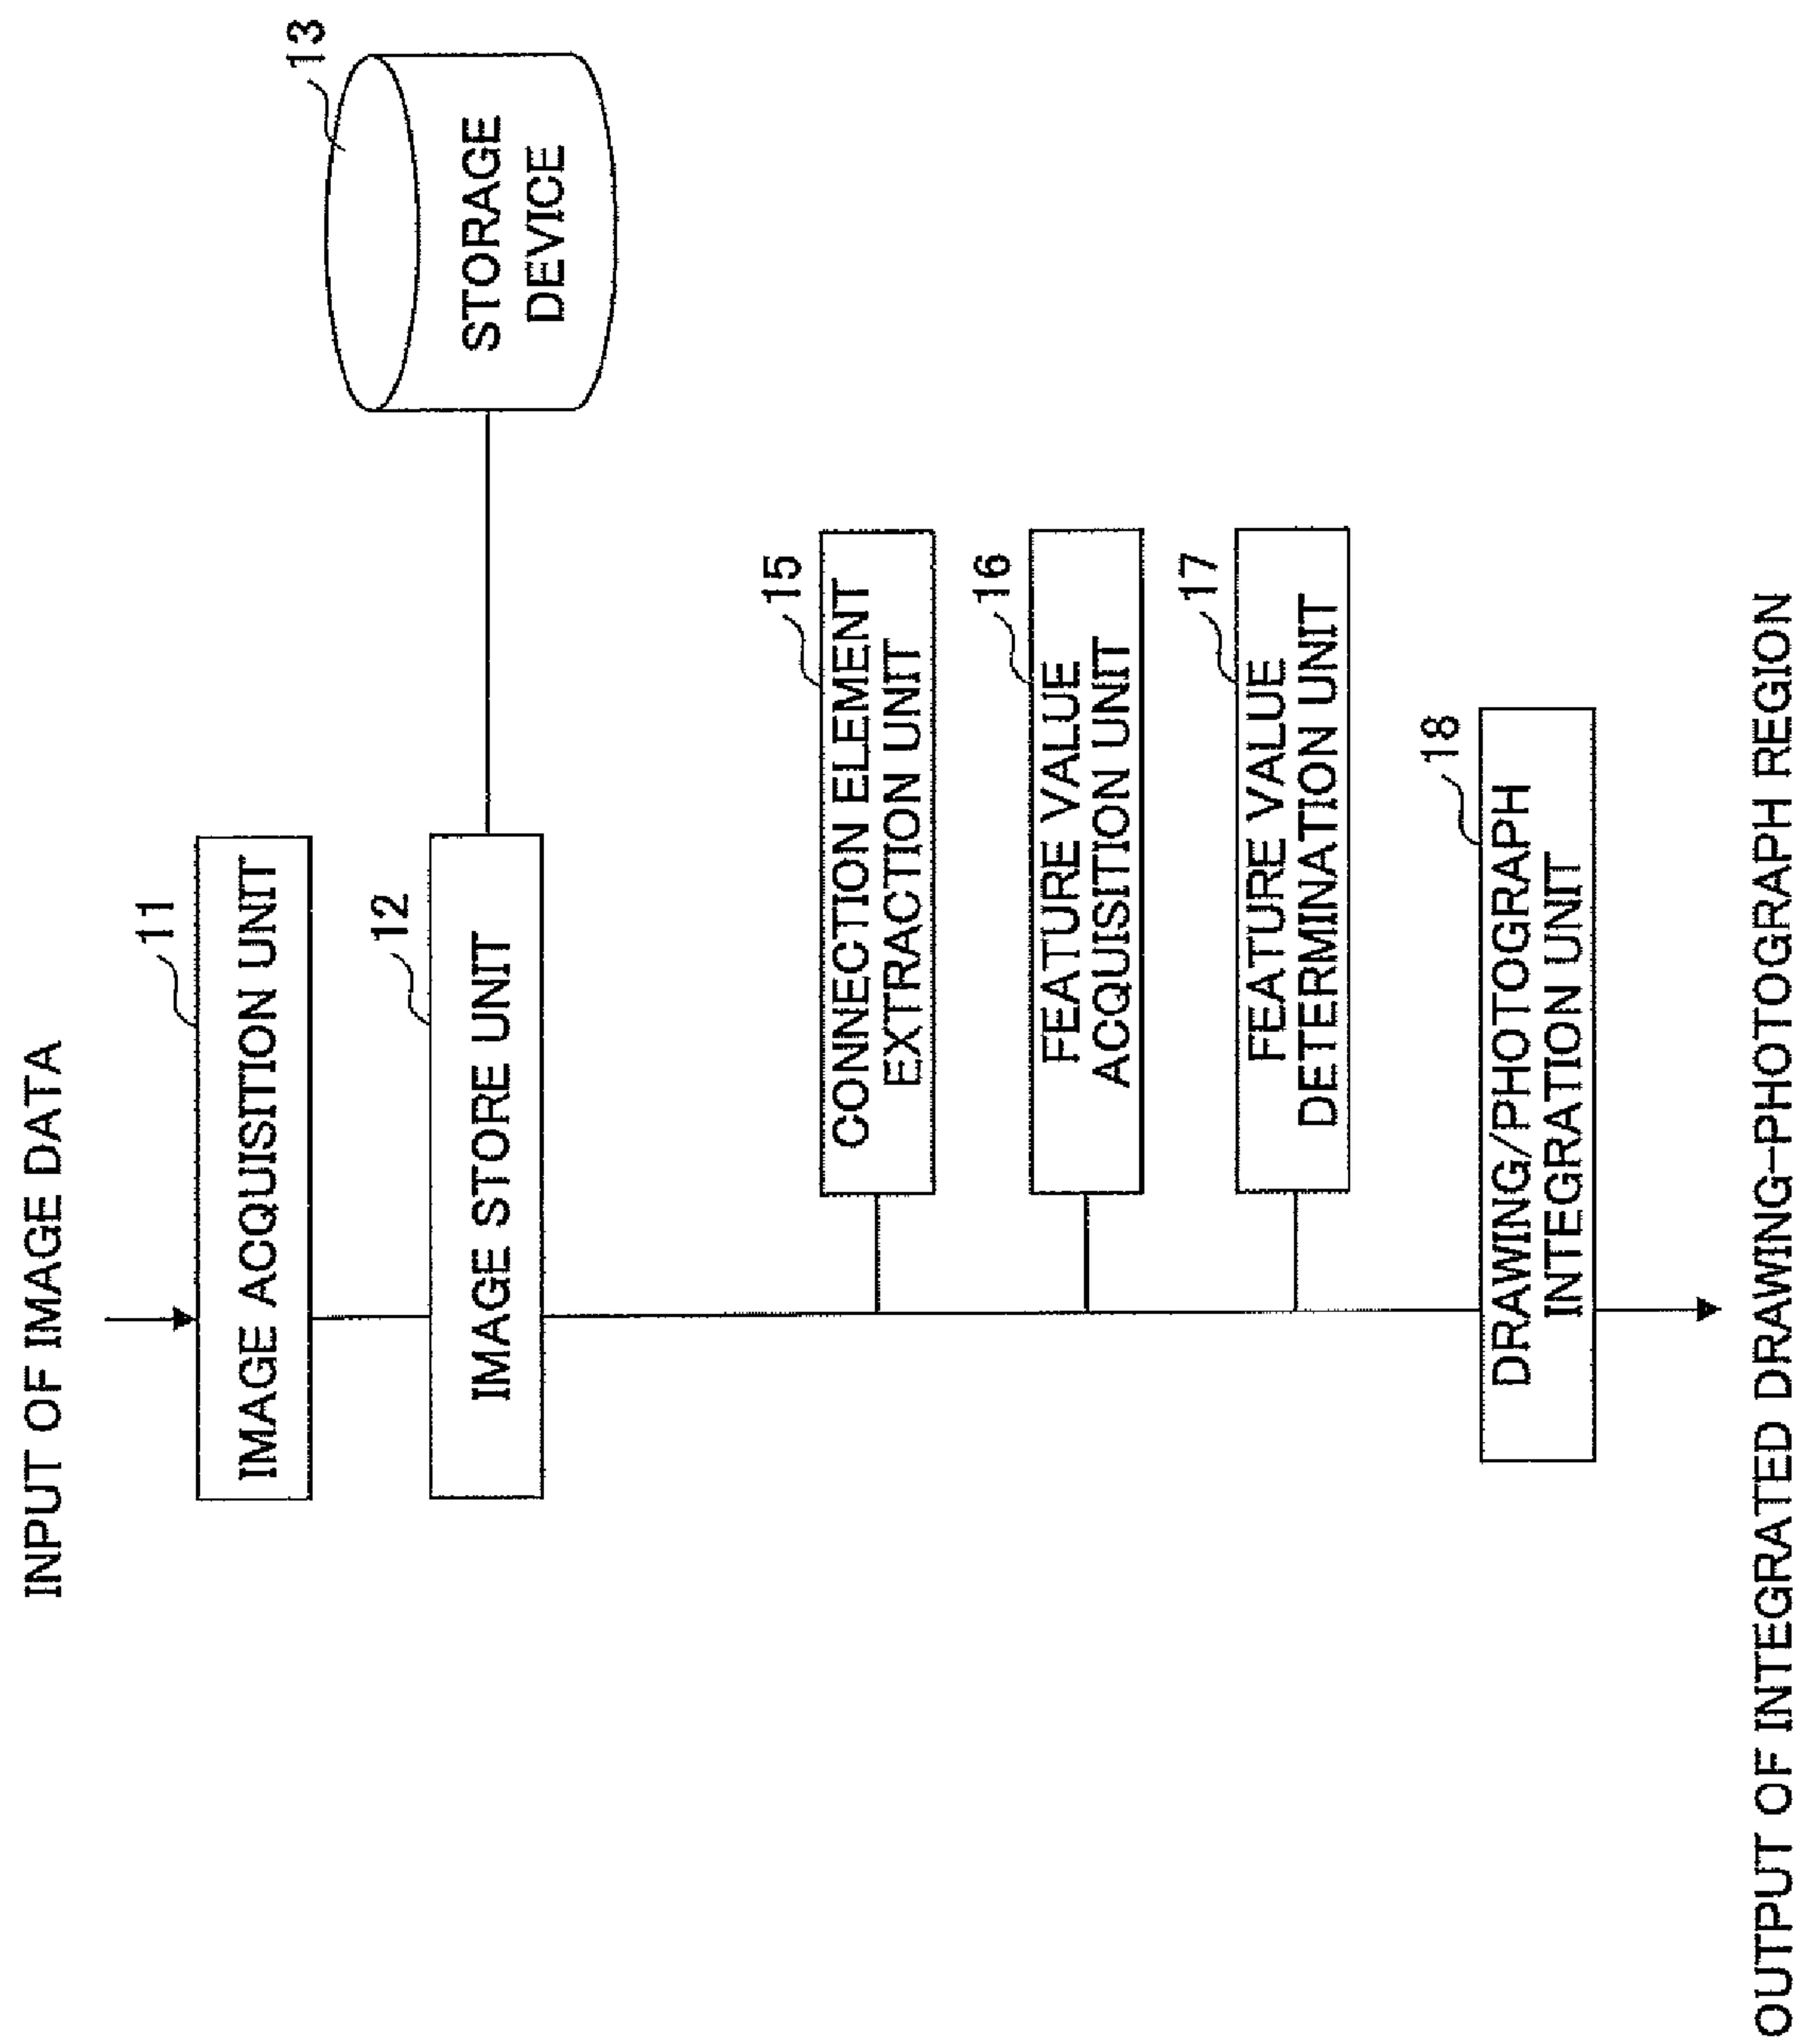 INPUT OF IMAGE DATA
11
IMAGE ACQUISITION UNIT
12
IMAGE STORE UNIT
13
STORAGE
DEVICE
15
CONNECTION ELEMENT
EXTRACTION UNIT
16
FEATURE VALUE
ACQUISITION UNIT
17
FEATURE VALUE
DETERMINATION UNIT
18
DRAWING/PHOTOGRAPH
INTEGRATION UNIT
OUTPUT OF INTEGRATED DRAWING-PHOTOGRAPH REGION